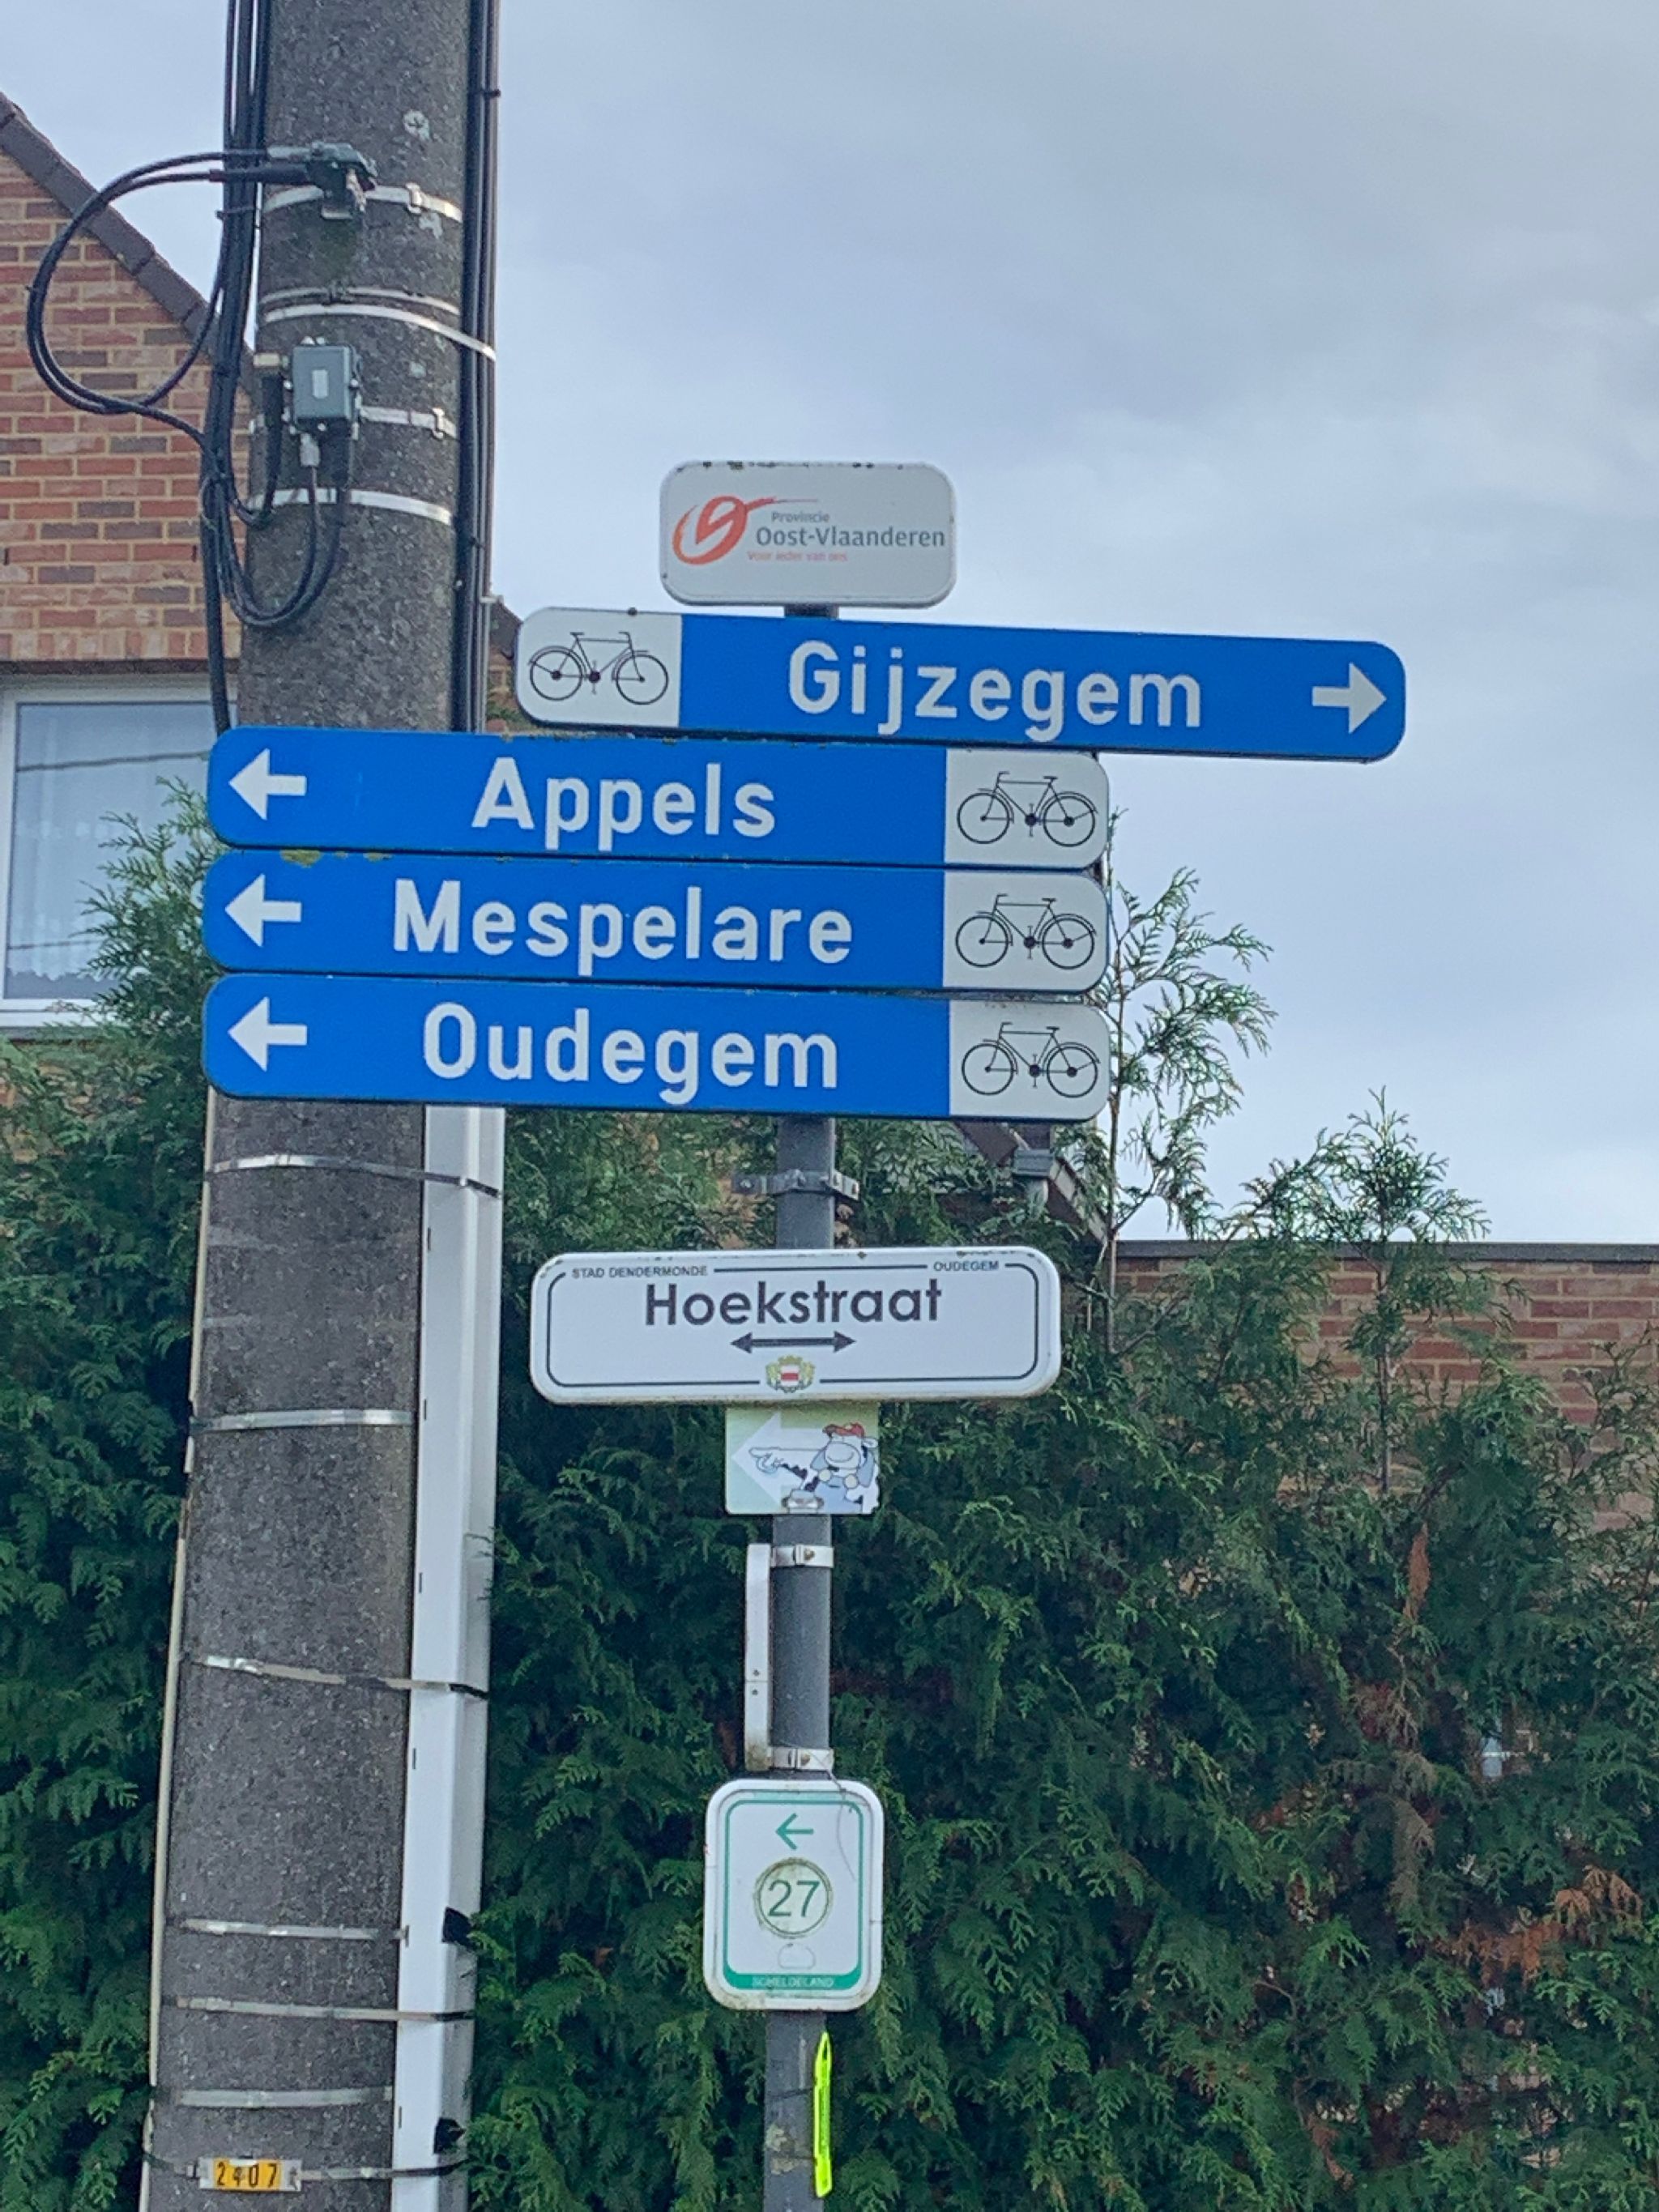 Provincie
Oost-Vlaanderen
Voor ieder van ons
Gijzegem
Appels
Mespelare
Oudegem
STAD DENDERMONDE OUDEGEM
Hoekstraat
27
SCHELDELAND
2407